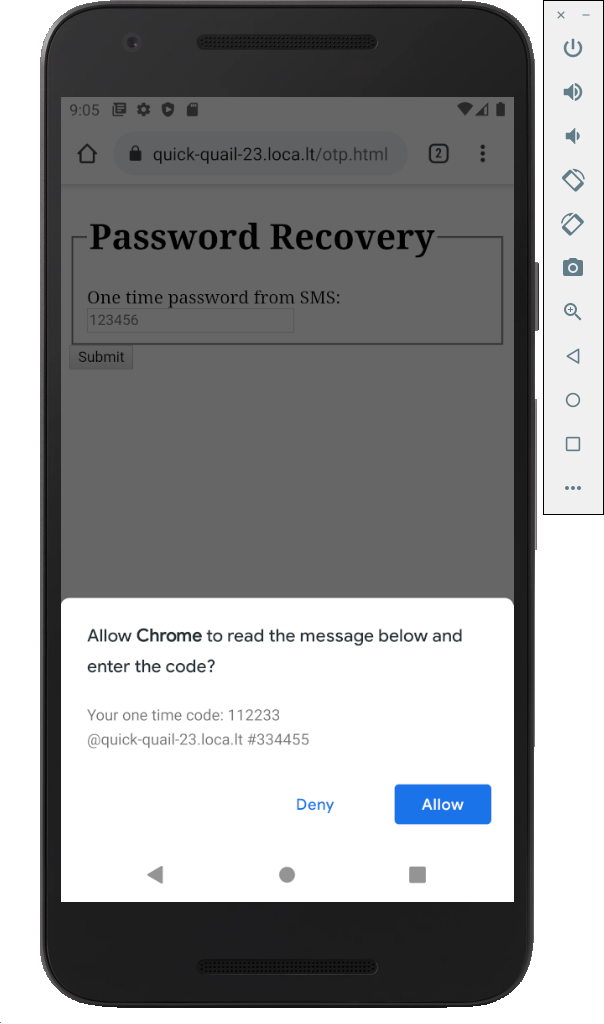 9:05
quick-quail-23.loca.lt/otp.html
2
Password Recovery
One time password from SMS:
123456
Submit
Allow Chrome to read the message below and
enter the code?
Your one time code: 112233
@quick-quail-23.loca.lt #334455
Deny
Allow